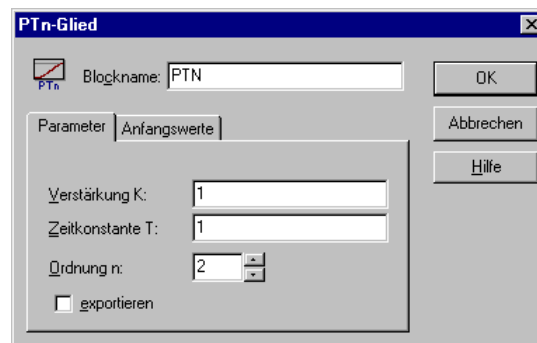 PTn-Glied
PTn
Blockname: PTN
OK
Parameter Anfangswerte
Abbrechen
Hilfe
Verstärkung K: 1
Zeitkonstante T: 1
Ordnung n: 2
exportieren